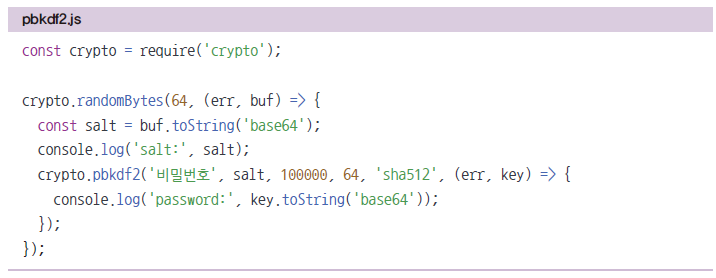 pbkdf2.js
const crypto = require('crypto');
crypto.randomBytes(64, (err, buf) => {
const salt = buf.toString('base64');
console.log('salt:', salt);
crypto.pbkdf2('비밀번호', salt, 100000, 64, 'sha512', (err, key) => {
console.log('password:', key.toString('base64'));
});
});